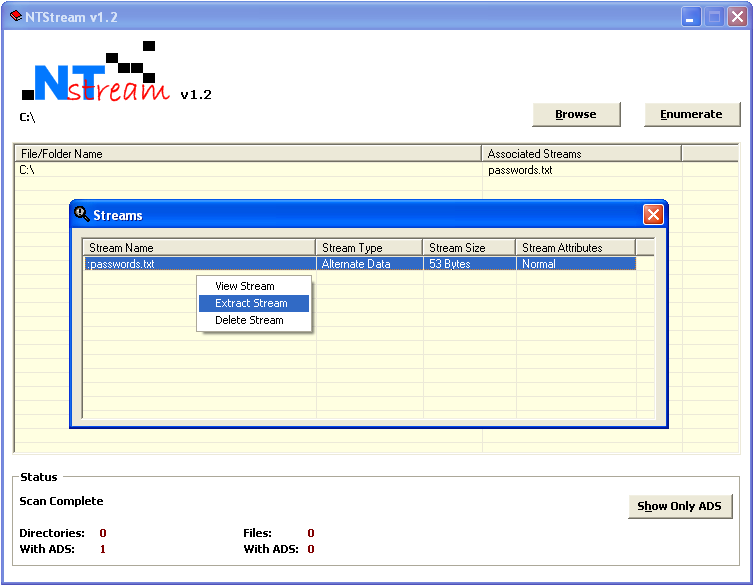 NTStream v1.2
NTstream v1.2
C:\
Browse
Enumerate
File/Folder Name Associated Streams
C:\ passwords.txt
Streams
Stream Name Stream Type Stream Size Stream Attributes
:passwords.txt Alternate Data 53 Bytes Normal
View Stream
Extract Stream
Delete Stream
Status
Scan Complete
Show Only ADS
Directories: 0 Files: 0
With ADS: 1 With ADS: 0